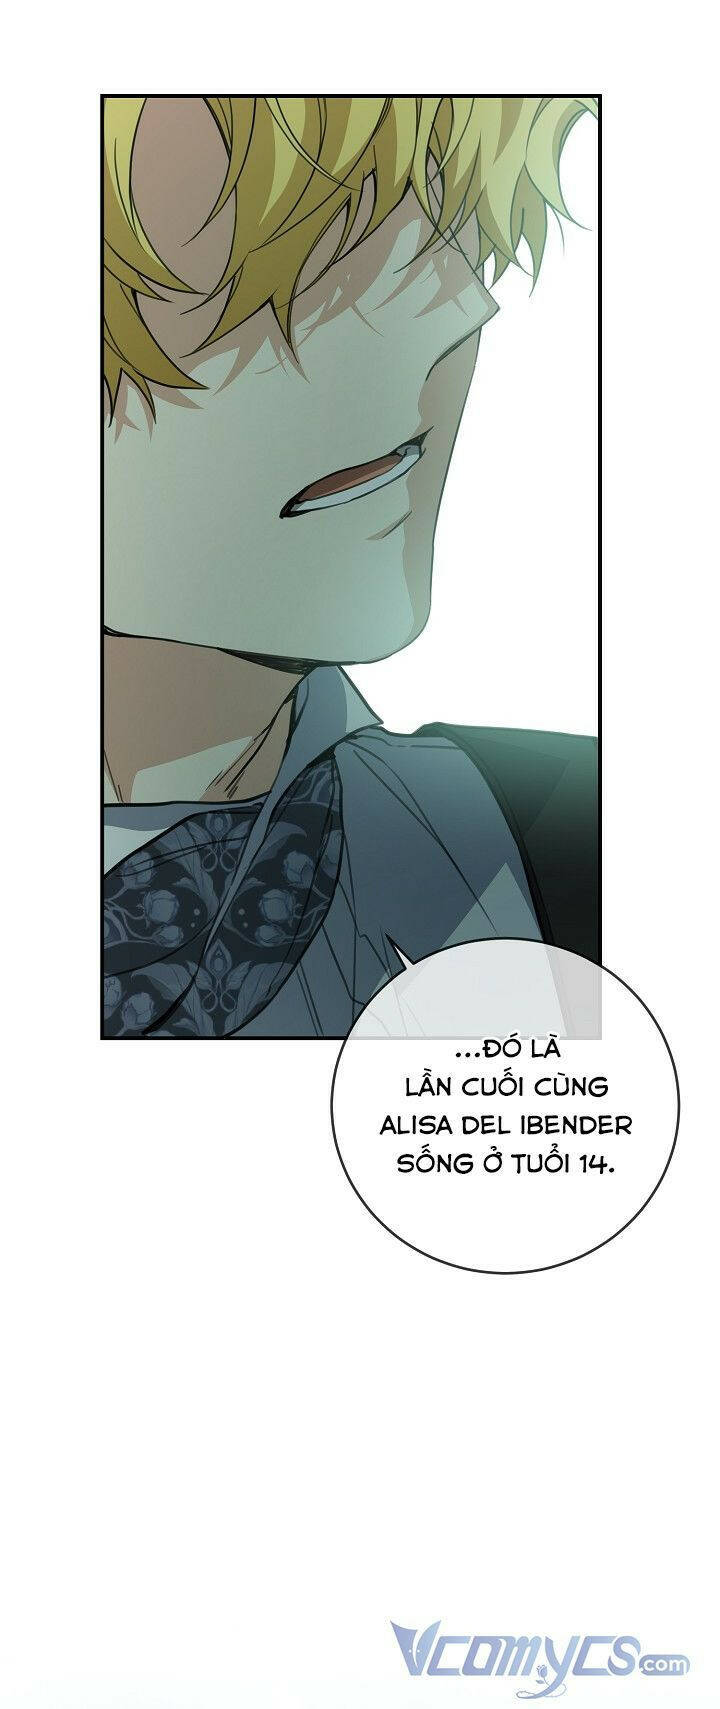 ...ĐÓ LÀ
LẦN CUỐI CÙNG
ALISA DEL IBENDER
SỐNG Ở TUỔI 14.
VCOMYCS.com